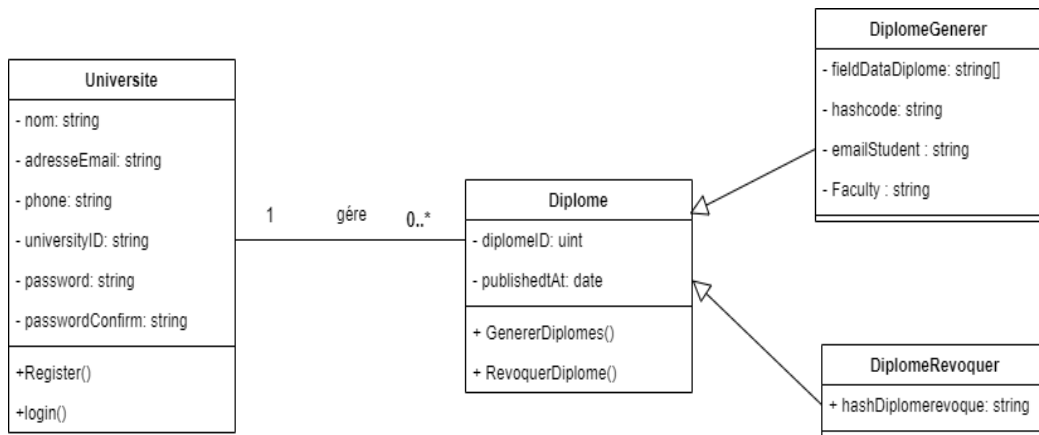 Universite
- nom: string
- adresseEmail: string
- phone: string
- universityID: string
- password: string
- passwordConfirm: string
+Register()
+login()
1
gére
0..*
Diplome
- diplomeID: uint
- publishedtAt: date
+ GenererDiplomes()
+ RevoquerDiplome()
DiplomeGenerer
- fieldDataDiplome: string[]
- hashcode: string
- emailStudent : string
- Faculty : string
DiplomeRevoquer
+ hashDiplomerevoque: string